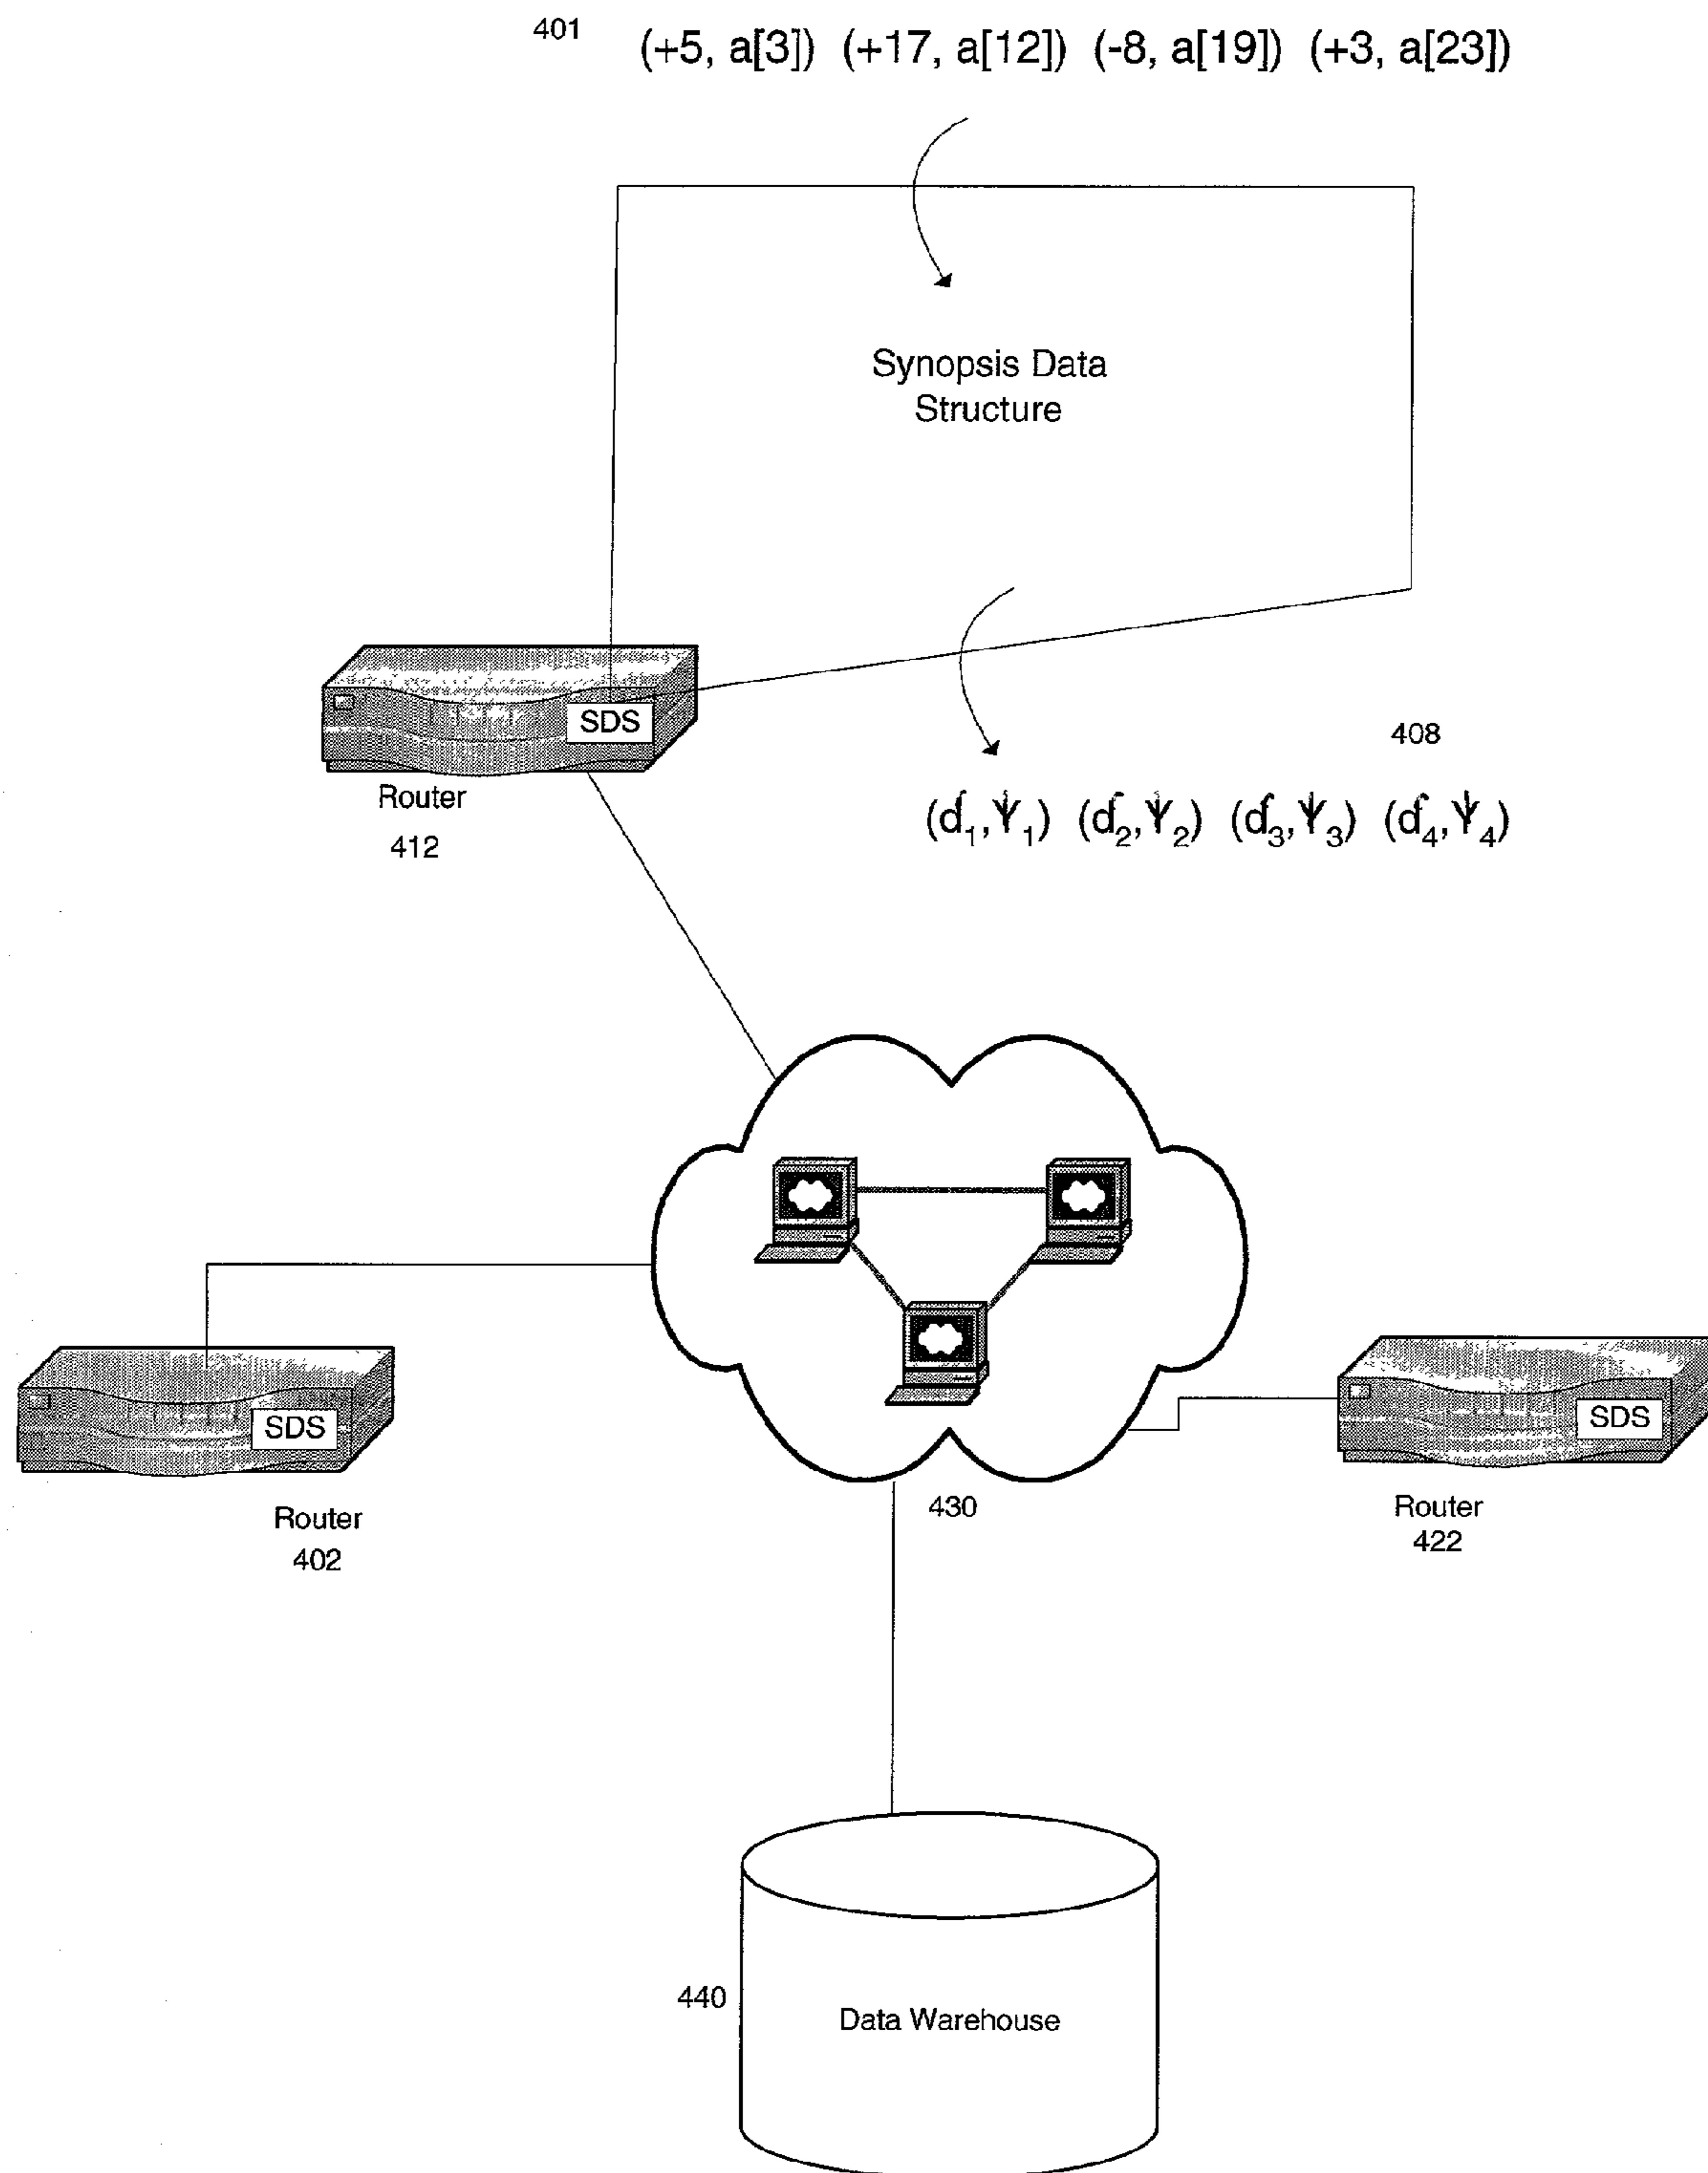 401
(+5, a[3]) (+17, a[12]) (-8, a[19]) (+3, a[23])
Synopsis Data
Structure
SDS
Router
412
408
(d́₁,ψ₁) (d́₂,ψ₂) (d́₃,ψ₃) (d́₄,ψ₄)
SDS
SDS
430
Router
402
Router
422
440
Data Warehouse